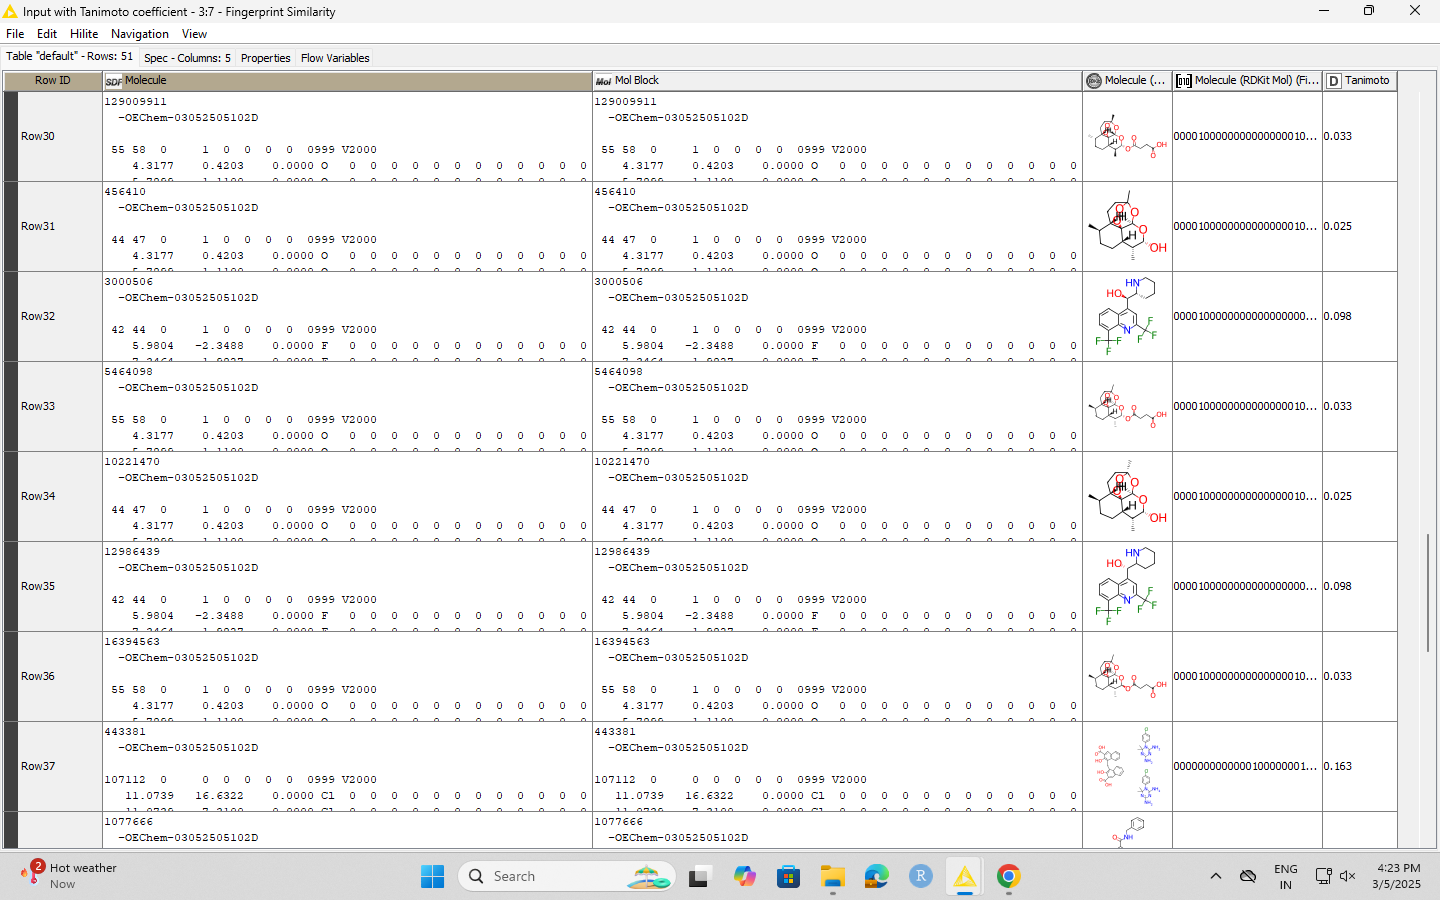 Input with Tanimoto coefficient - 3:7 - Fingerprint Similarity
File Edit Hilite Navigation View
Table "default" - Rows: 51 Spec - Columns: 5 Properties Flow Variables
Row ID SDF Molecule Mol Mol Block Molecule (... Molecule (RDKit Mol) (Fi... D Tanimoto
129009911 129009911
-OEChem-03052505102D -OEChem-03052505102D
Row30 00001000000000000000010... 0.033
55 58 0 1 0 0 0 0 0999 V2000 55 58 0 1 0 0 0 0 0999 V2000
4.3177 0.4203 0.0000 O 0 0 0 0 0 0 0 0 0 0 0 0 4.3177 0.4203 0.0000 O 0 0 0 0 0 0 0 0 0 0 0 0
456410 456410
-OEChem-03052505102D -OEChem-03052505102D
Row31 00001000000000000000010... 0.025
44 47 0 1 0 0 0 0 0999 V2000 44 47 0 1 0 0 0 0 0999 V2000
4.3177 0.4203 0.0000 O 0 0 0 0 0 0 0 0 0 0 0 0 4.3177 0.4203 0.0000 O 0 0 0 0 0 0 0 0 0 0 0 0
3000506 3000506
-OEChem-03052505102D -OEChem-03052505102D
Row32 00001000000000000000000... 0.098
42 44 0 1 0 0 0 0 0999 V2000 42 44 0 1 0 0 0 0 0999 V2000
5.9804 -2.3488 0.0000 F 0 0 0 0 0 0 0 0 0 0 0 0 5.9804 -2.3488 0.0000 F 0 0 0 0 0 0 0 0 0 0 0 0
5464098 5464098
-OEChem-03052505102D -OEChem-03052505102D
Row33 00001000000000000000010... 0.033
55 58 0 1 0 0 0 0 0999 V2000 55 58 0 1 0 0 0 0 0999 V2000
4.3177 0.4203 0.0000 O 0 0 0 0 0 0 0 0 0 0 0 0 4.3177 0.4203 0.0000 O 0 0 0 0 0 0 0 0 0 0 0 0
10221470 10221470
-OEChem-03052505102D -OEChem-03052505102D
Row34 00001000000000000000010... 0.025
44 47 0 1 0 0 0 0 0999 V2000 44 47 0 1 0 0 0 0 0999 V2000
4.3177 0.4203 0.0000 O 0 0 0 0 0 0 0 0 0 0 0 0 4.3177 0.4203 0.0000 O 0 0 0 0 0 0 0 0 0 0 0 0
12986439 12986439
-OEChem-03052505102D -OEChem-03052505102D
Row35 00001000000000000000000... 0.098
42 44 0 1 0 0 0 0 0999 V2000 42 44 0 1 0 0 0 0 0999 V2000
5.9804 -2.3488 0.0000 F 0 0 0 0 0 0 0 0 0 0 0 0 5.9804 -2.3488 0.0000 F 0 0 0 0 0 0 0 0 0 0 0 0
16394563 16394563
-OEChem-03052505102D -OEChem-03052505102D
Row36 00001000000000000000010... 0.033
55 58 0 1 0 0 0 0 0999 V2000 55 58 0 1 0 0 0 0 0999 V2000
4.3177 0.4203 0.0000 O 0 0 0 0 0 0 0 0 0 0 0 0 4.3177 0.4203 0.0000 O 0 0 0 0 0 0 0 0 0 0 0 0
443381 443381
-OEChem-03052505102D -OEChem-03052505102D
Row37 00000000000001000000001... 0.163
107112 0 0 0 0 0 0 0999 V2000 107112 0 0 0 0 0 0 0999 V2000
11.0739 16.6322 0.0000 Cl 0 0 0 0 0 0 0 0 0 0 0 0 11.0739 16.6322 0.0000 Cl 0 0 0 0 0 0 0 0 0 0 0 0
1077666 1077666
-OEChem-03052505102D -OEChem-03052505102D
2 Hot weather
Now
Search
ENG
IN
4:23 PM
3/5/2025